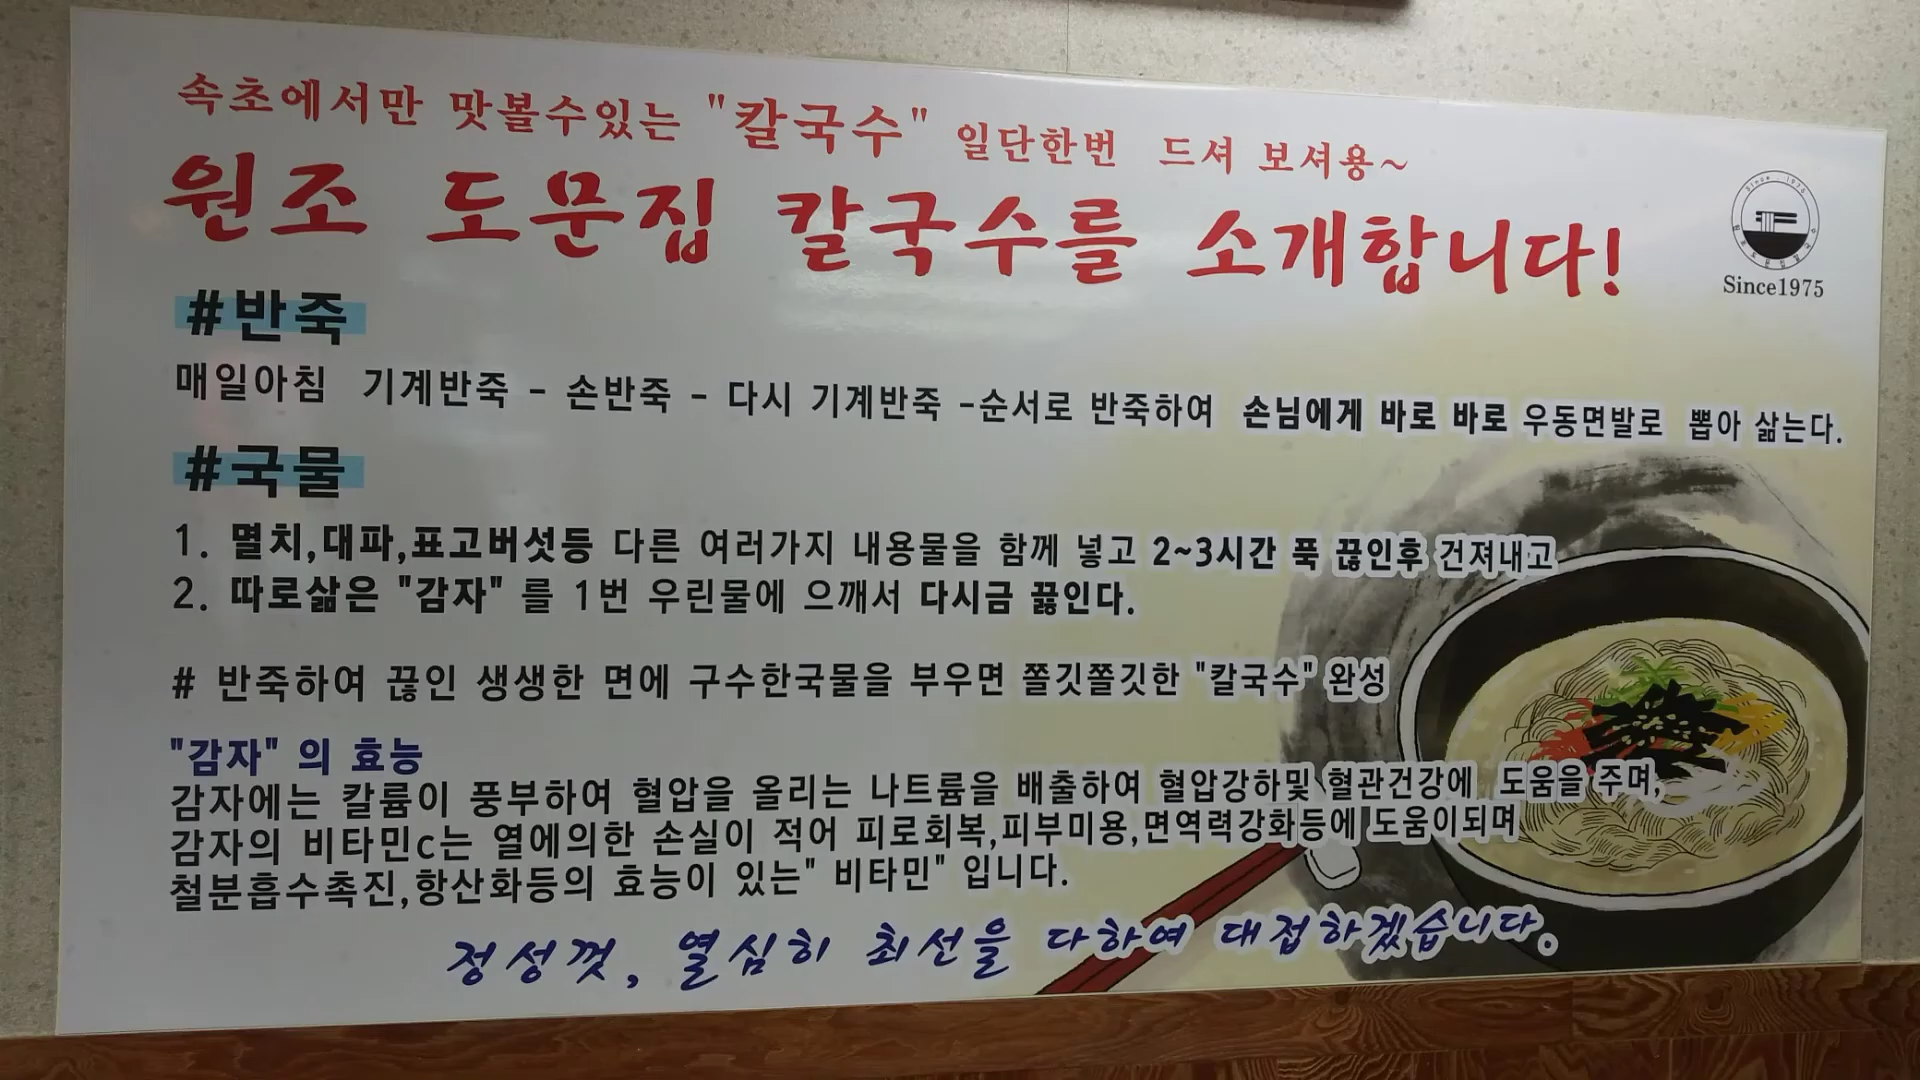 속초에서만 맛볼수있는 "칼국수" 일단한번 드셔 보셔용~
원조 도문집 칼국수를 소개합니다!
Since1975
#반죽
매일아침 기계반죽 - 손반죽 - 다시 기계반죽 -순서로 반죽하여 손님에게 바로 바로 우동면발로 뽑아 삶는다.
#국물
1. 멸치,대파,표고버섯등 다른 여러가지 내용물을 함께 넣고 2~3시간 푹 끊인후 건져내고
2. 따로삶은 "감자" 를 1번 우린물에 으깨서 다시금 끓인다.
# 반죽하여 끊인 생생한 면에 구수한국물을 부우면 쫄깃쫄깃한 "칼국수" 완성
"감자" 의 효능
감자에는 칼륨이 풍부하여 혈압을 올리는 나트륨을 배출하여 혈압강하및 혈관건강에 도움을 주며,
감자의 비타민c는 열에의한 손실이 적어 피로회복,피부미용,면역력강화등에 도움이되며
철분흡수촉진,항산화등의 효능이 있는" 비타민" 입니다.
정성껏, 열심히 최선을 다하여 대접하겠습니다.